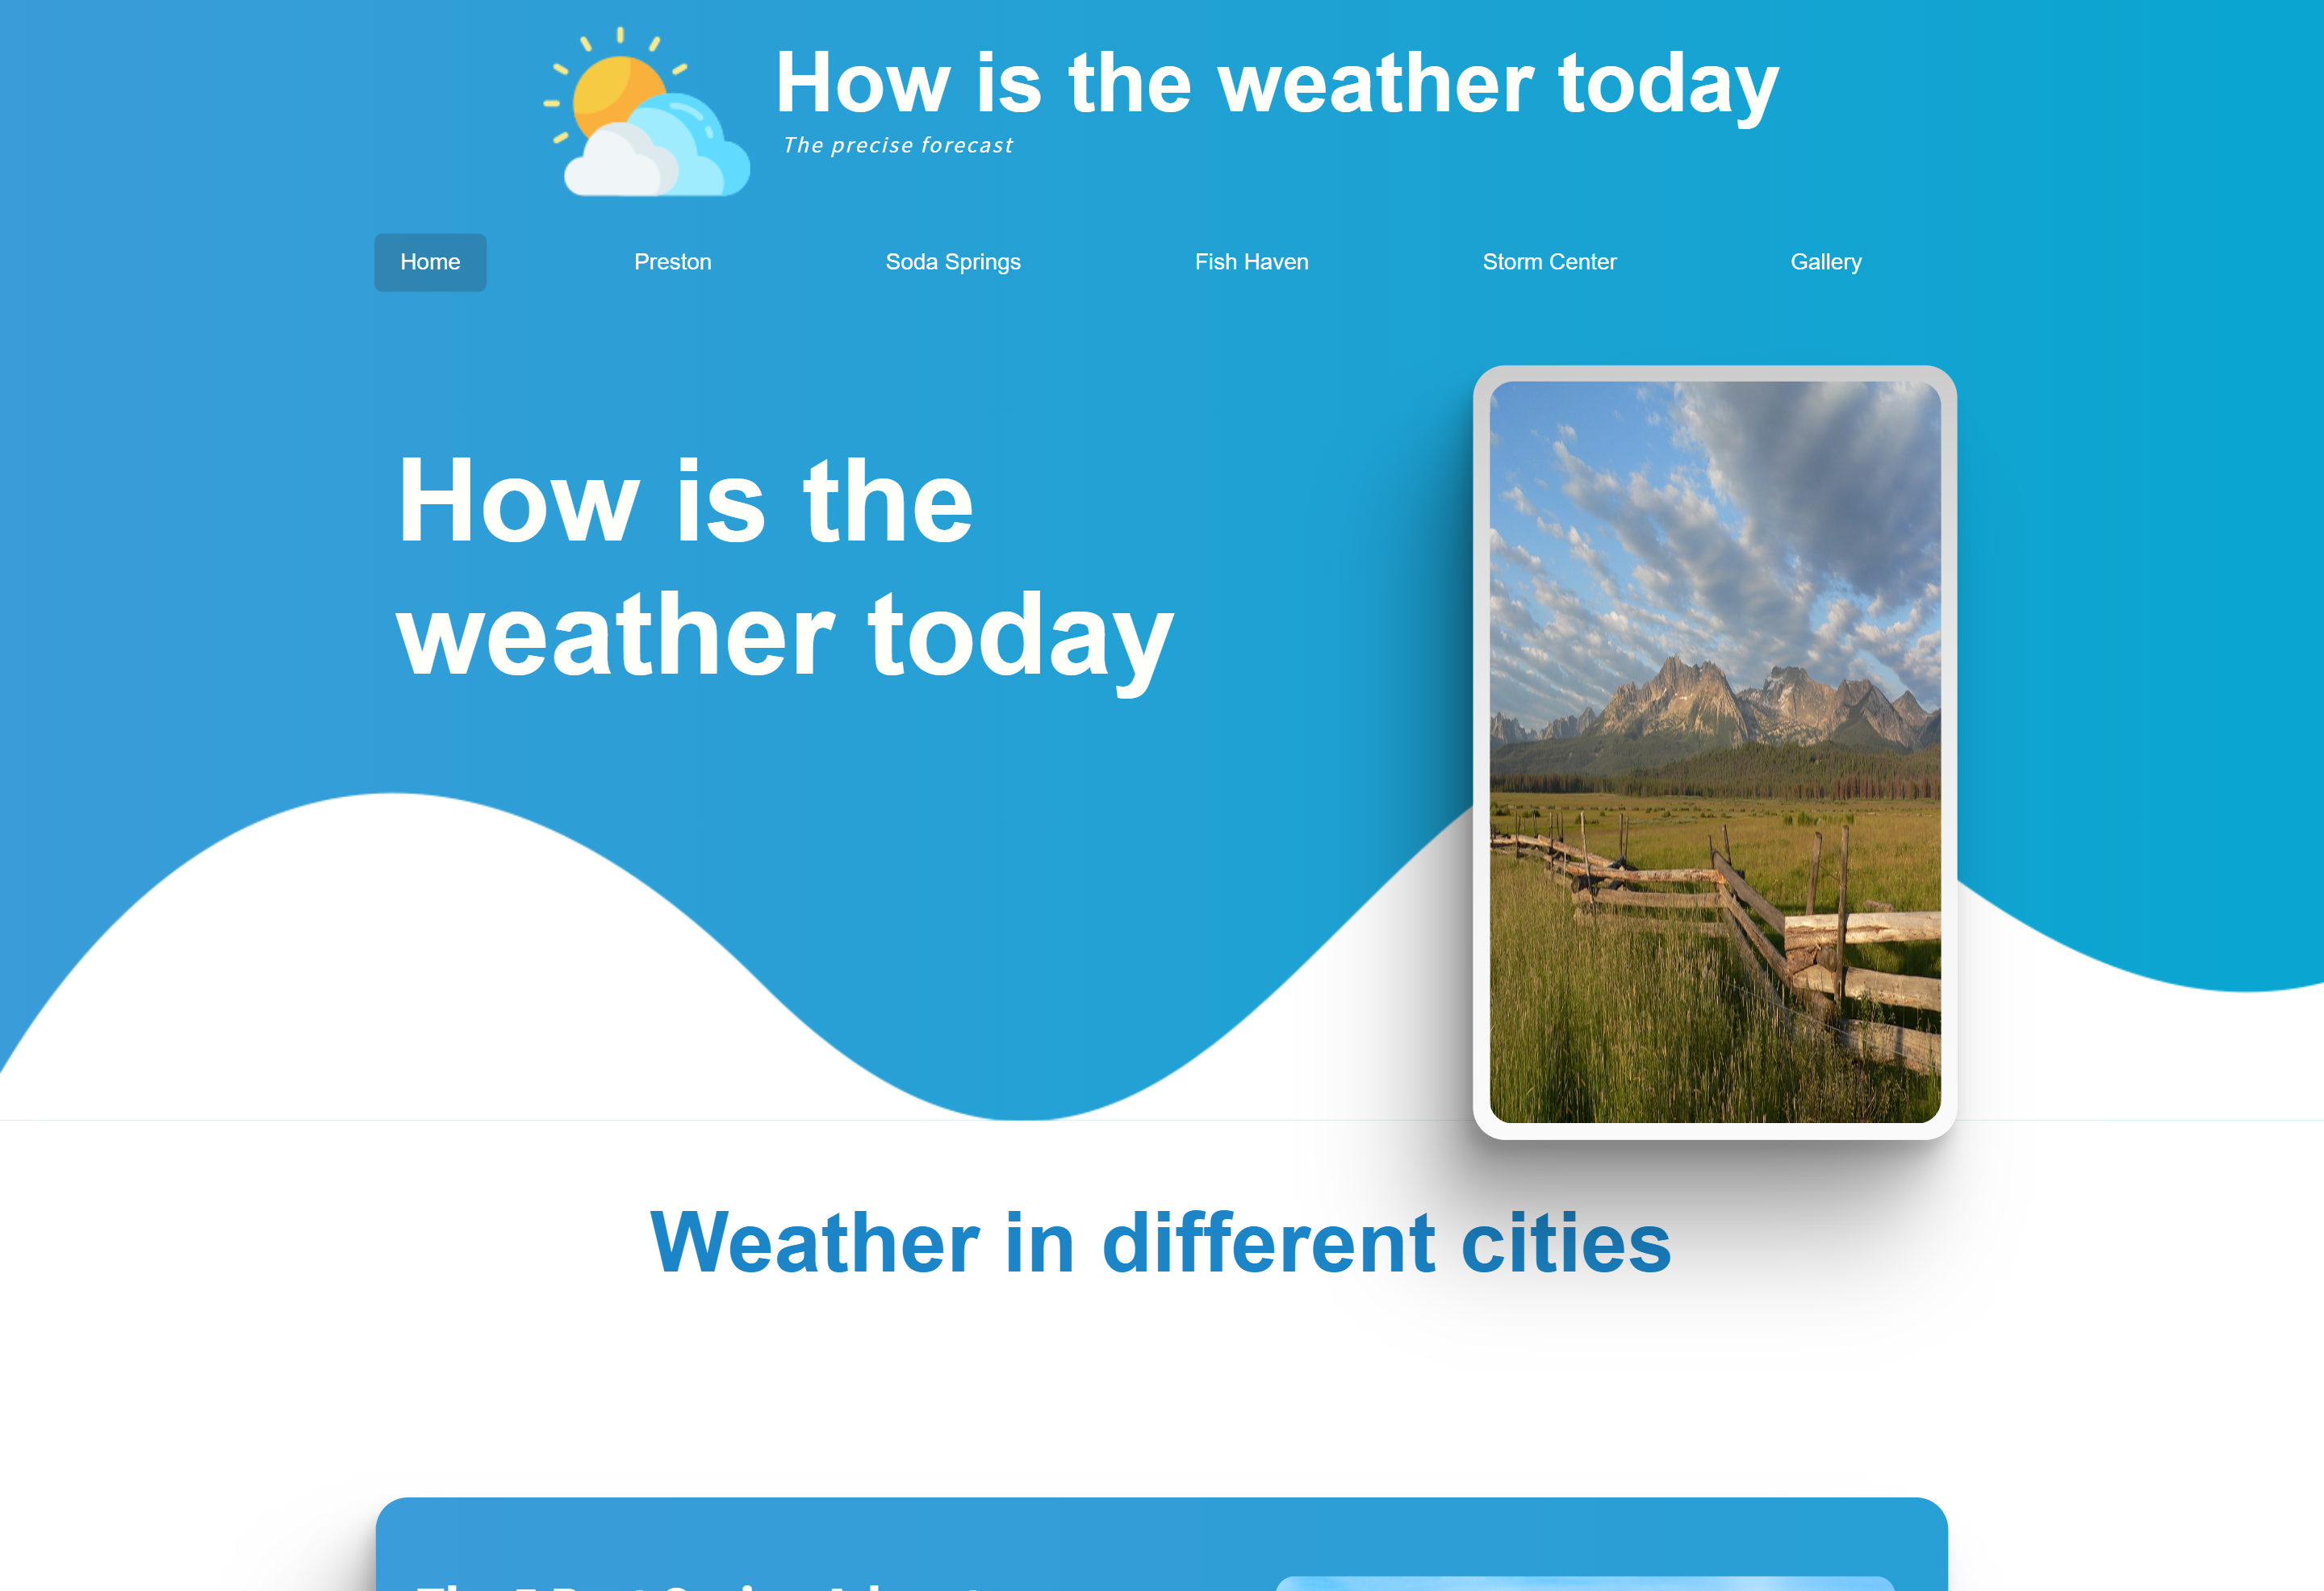 How is the weather today
The precise forecast
Home Preston Soda Springs Fish Haven Storm Center Gallery
How is the
weather today
Weather in different cities